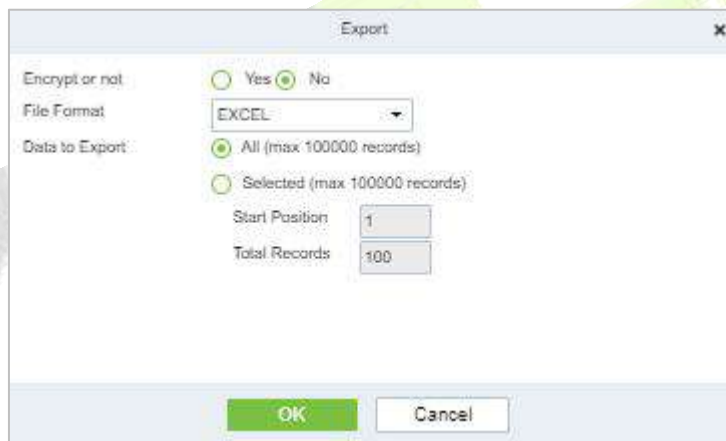 Export
Encrypt or not Yes No
File Format EXCEL
Data to Export All (max 100000 records)
Selected (max 100000 records)
Start Position 1
Total Records 100
OK Cancel